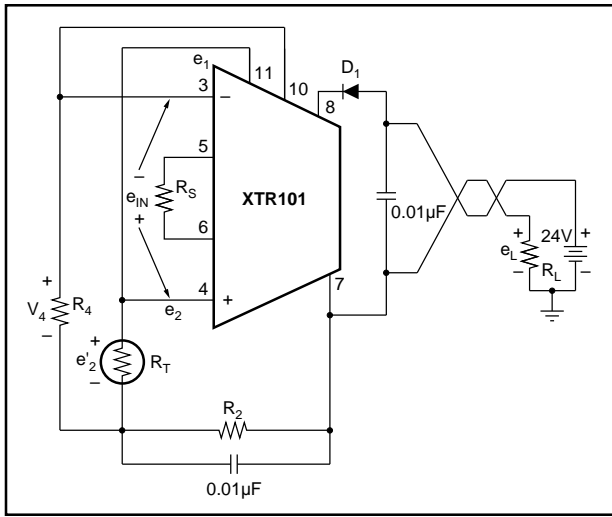 e1
11
10
3
−
8
D1
5
−
eIN
RS
XTR101
0.01µF
+
6
24V
+
+
eL
−
RL
−
7
4
+
e2
+
V4
R4
−
+
e'2
RT
−
R2
0.01µF